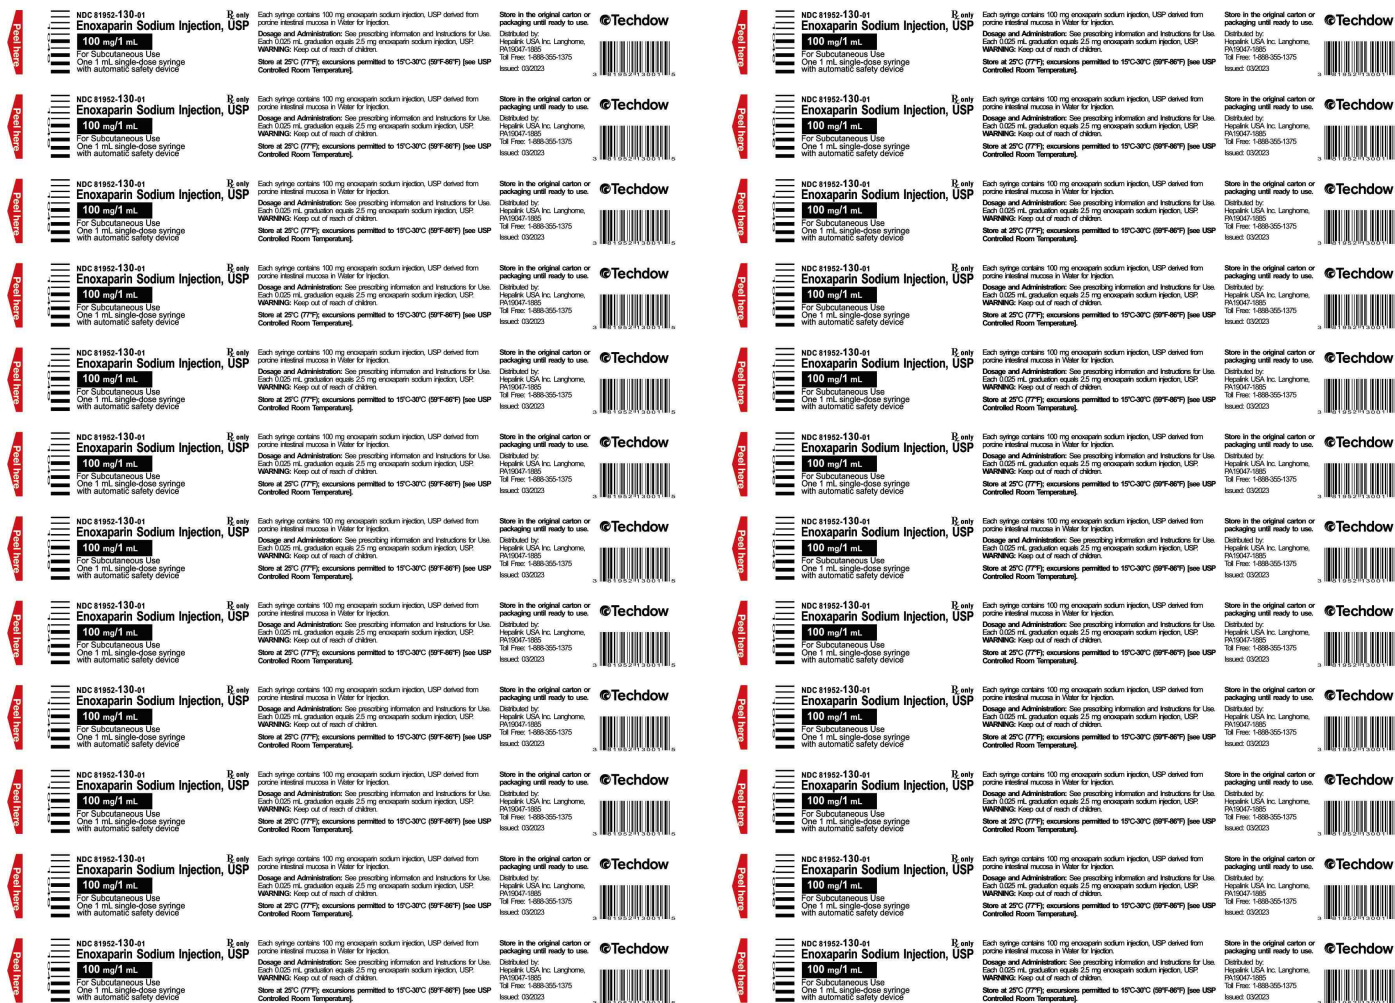 Peel here
NDC 81952-130-01
Rx only
Enoxaparin Sodium Injection, USP
100 mg/1 mL
For Subcutaneous Use
One 1 mL single-dose syringe
with automatic safety device
Each syringe contains 100 mg enoxaparin sodium injection, USP derived from
porcine intestinal mucosa in Water for Injection.
Dosage and Administration: See prescribing information and Instructions for Use.
Each 0.025 mL graduation equals 2.5 mg enoxaparin sodium injection, USP.
WARNING: Keep out of reach of children.
Store at 25°C (77°F); excursions permitted to 15°C-30°C (59°F-86°F) [see USP
Controlled Room Temperature].
Store in the original carton or
packaging until ready to use.
Distributed by:
Hepalink USA Inc. Langhorne,
PA19047-1885
Toll Free: 1-888-355-1375
Issued: 03/2023
Techdow
3 81952 13001 5